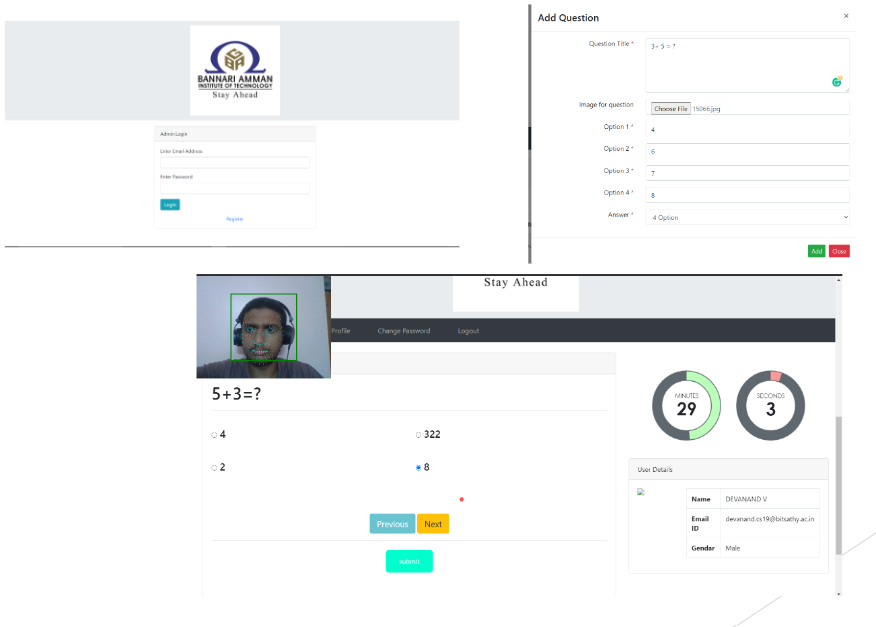 BANNARI AMMAN
INSTITUTE OF TECHNOLOGY
Stay Ahead
Admin Login
Enter Email Address
Enter Password
Login
Register
Add Question
×
Question Title *
3+ 5 = ?
Image for question
Choose File 15066.jpg
Option 1 *
4
Option 2 *
6
Option 3 *
7
Option 4 *
8
Answer *
4 Option
Add Close
Stay Ahead
Profile Change Password Logout
5+3=?
4 322
2 8
Previous Next
submit
MINUTES
29
SECONDS
3
User Details
Name DEVANAND V
Email ID devanand.cs19@bitsathy.ac.in
Gendar Male